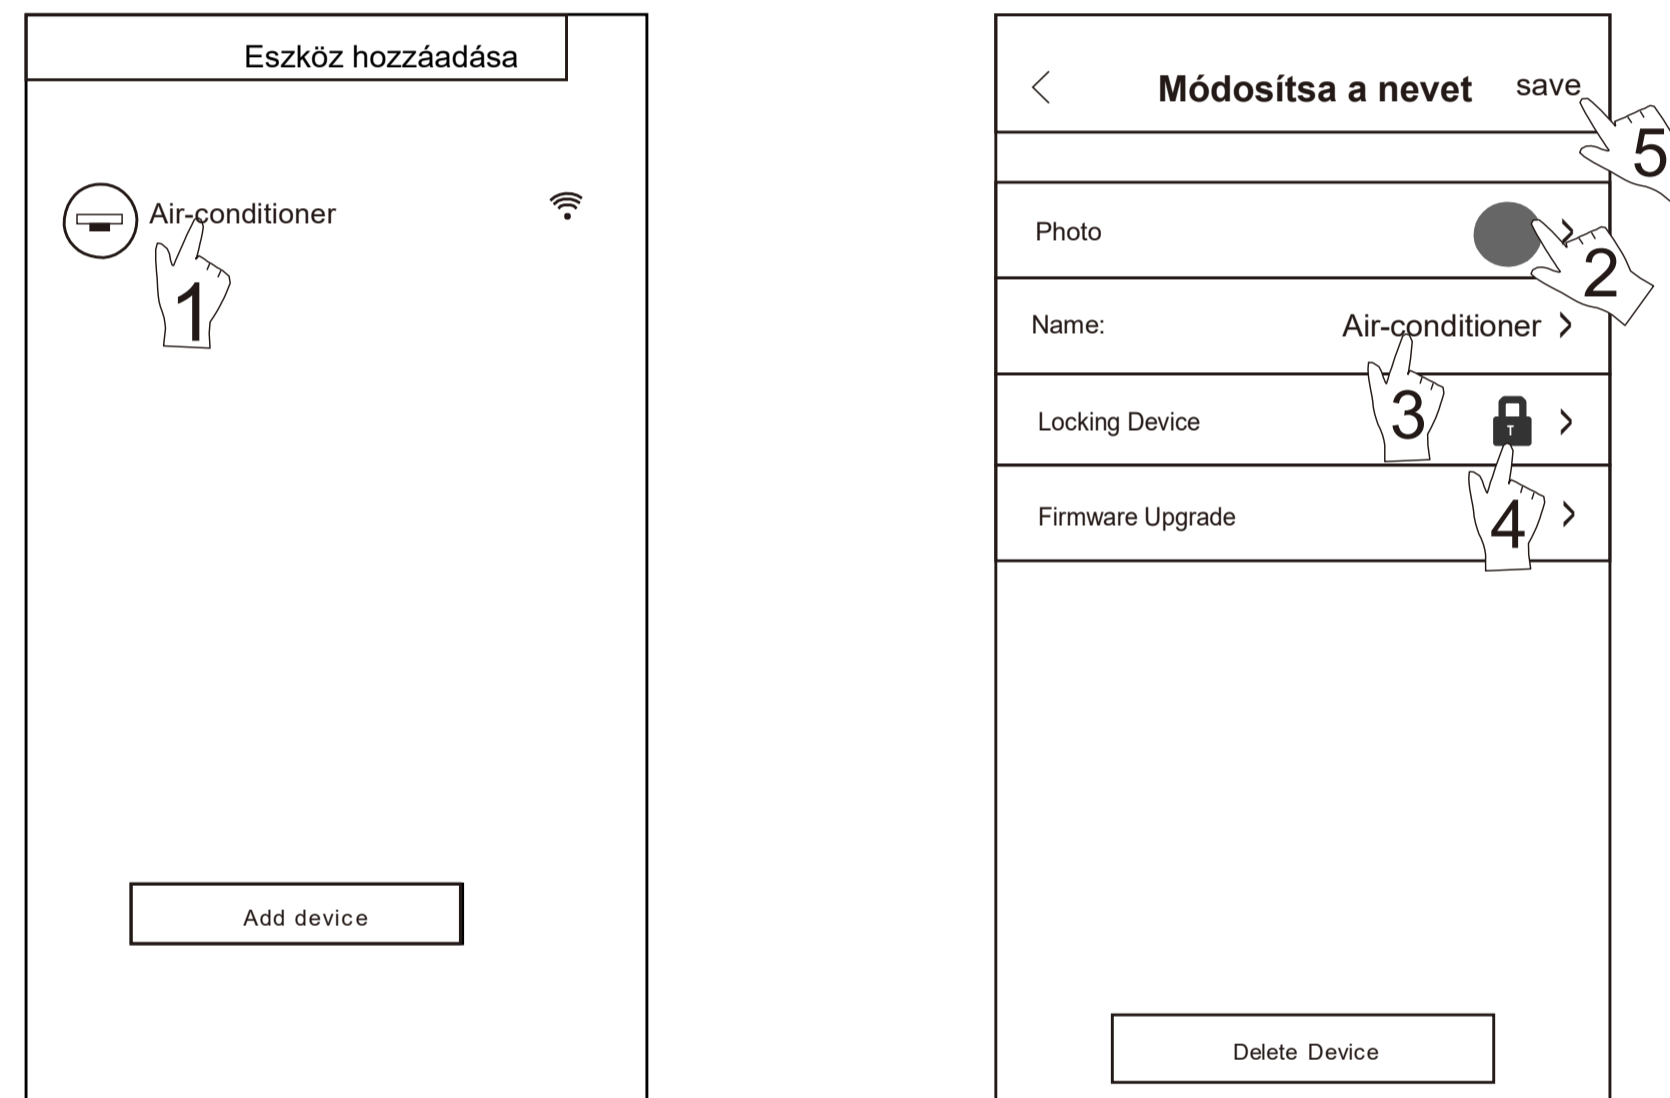 Eszköz hozzáadása
Air-conditioner
1
Add device
Módosítsa a nevet save
5
Photo
2
Name: Air-conditioner
3
Locking Device
T
Firmware Upgrade
4
Delete Device